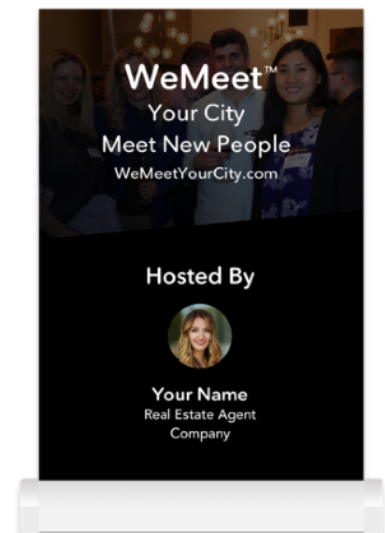 WeMeet™
Your City
Meet New People
WeMeetYourCity.com
Hosted By
Your Name
Real Estate Agent
Company